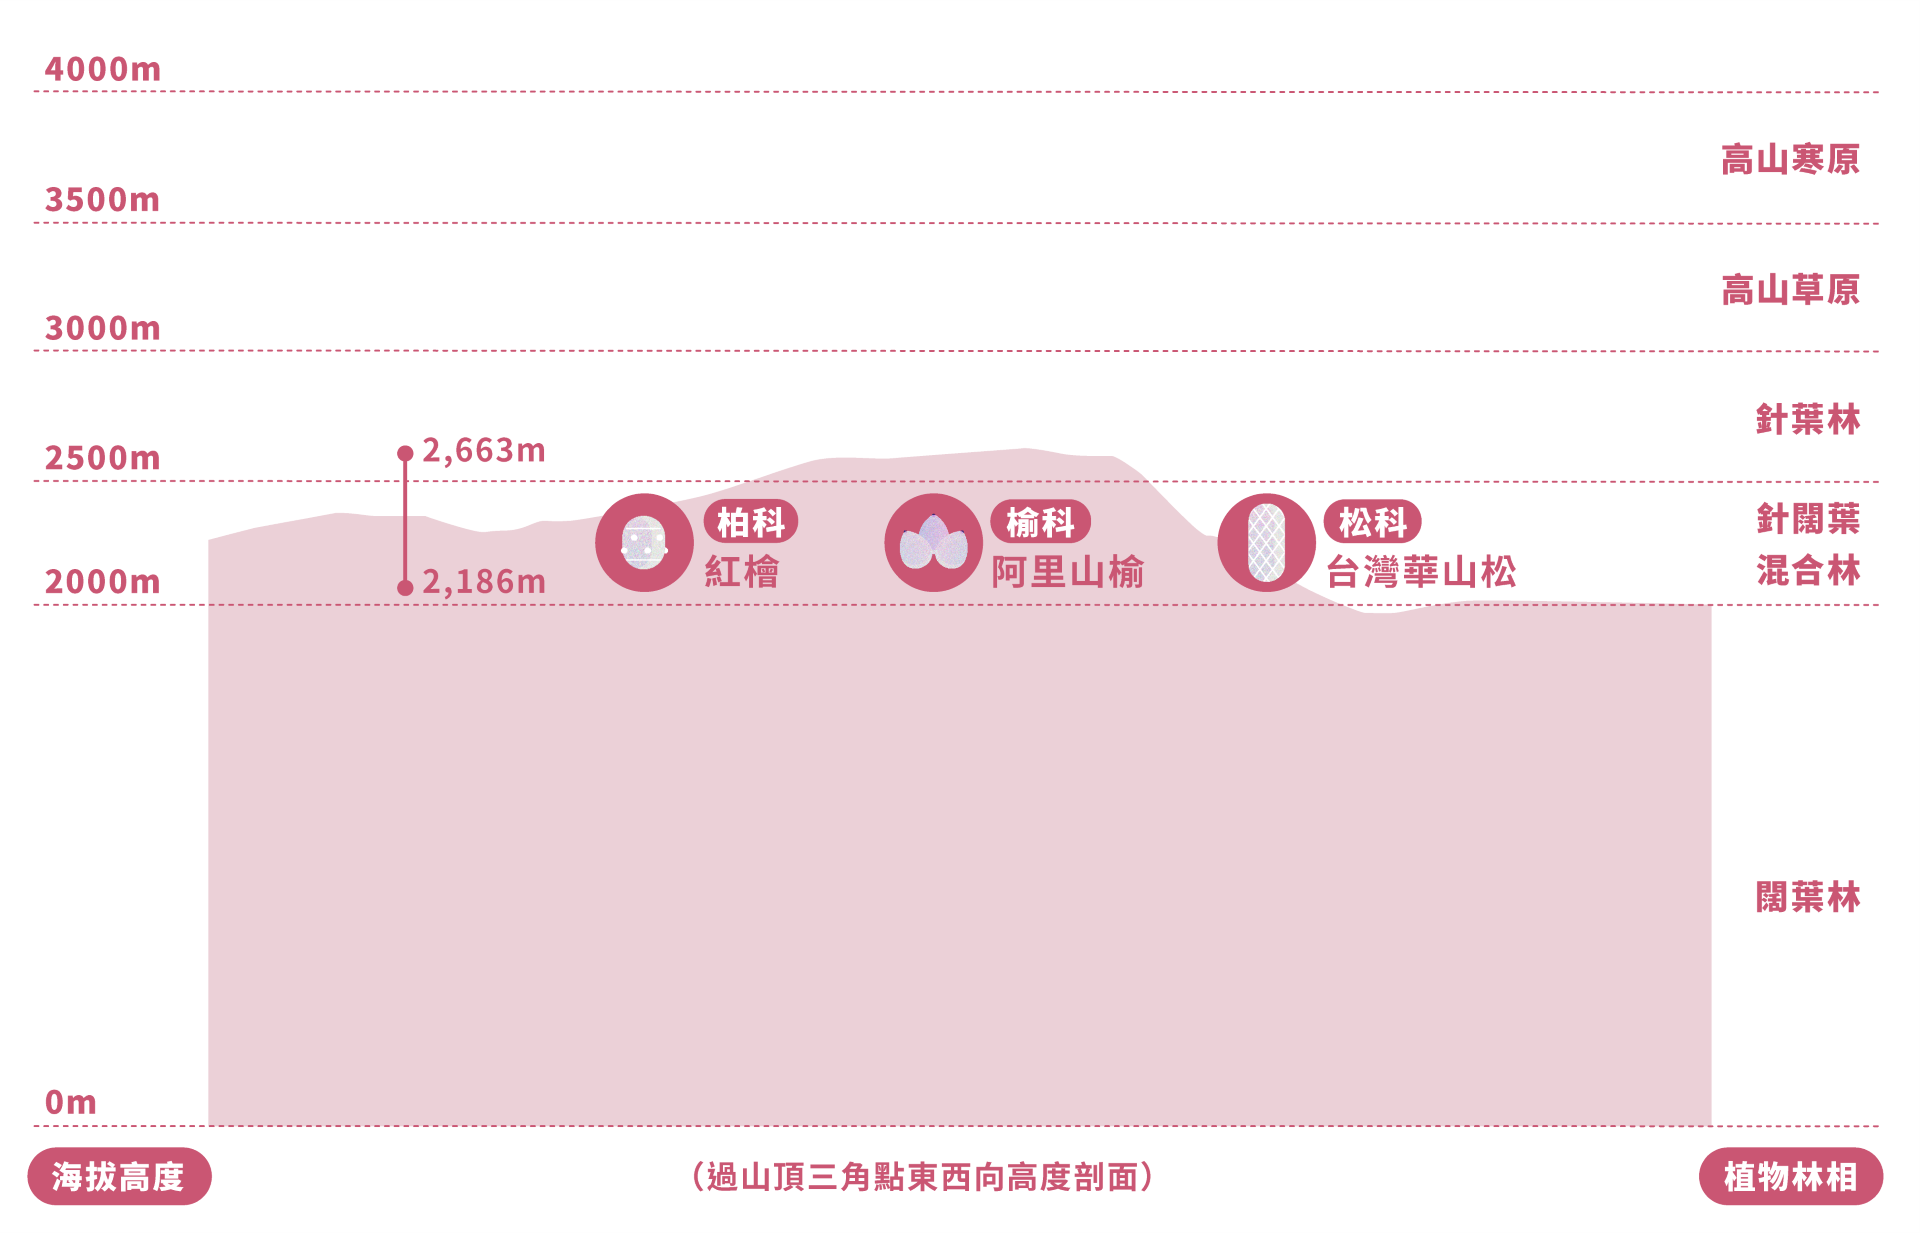 4000m
高山寒原
3500m
高山草原
3000m
針葉林
2,663m
2500m
柏科
榆科
松科
針闊葉
混合林
紅檜
阿里山榆
台灣華山松
2,186m
2000m
闊葉林
0m
海拔高度
（過山頂三角點東西向高度剖面）
植物林相